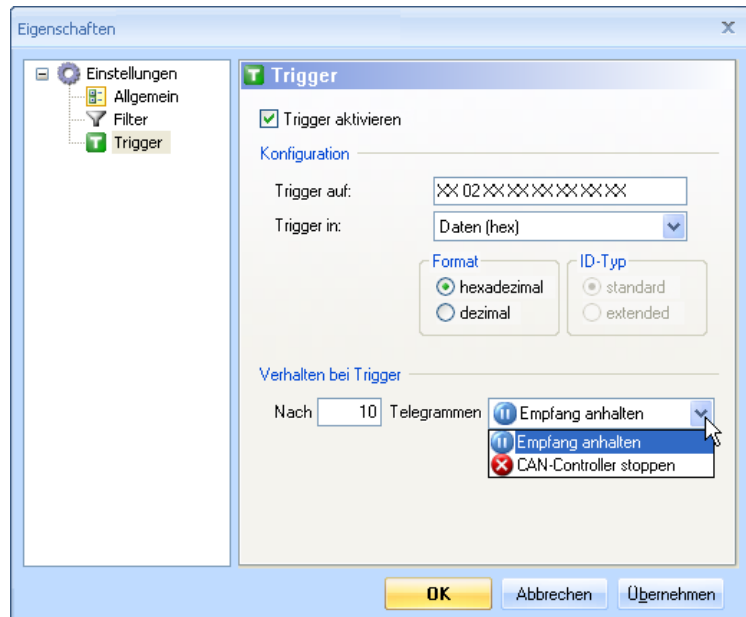 Eigenschaften
Einstellungen
Allgemein
Filter
Trigger
Trigger
Trigger aktivieren
Konfiguration
Trigger auf: XX 02 XX XX XX XX XX XX
Trigger in: Daten (hex)
Format
hexadezimal
dezimal
ID-Typ
standard
extended
Verhalten bei Trigger
Nach 10 Telegrammen Empfang anhalten
Empfang anhalten
CAN-Controller stoppen
OK Abbrechen Übernehmen